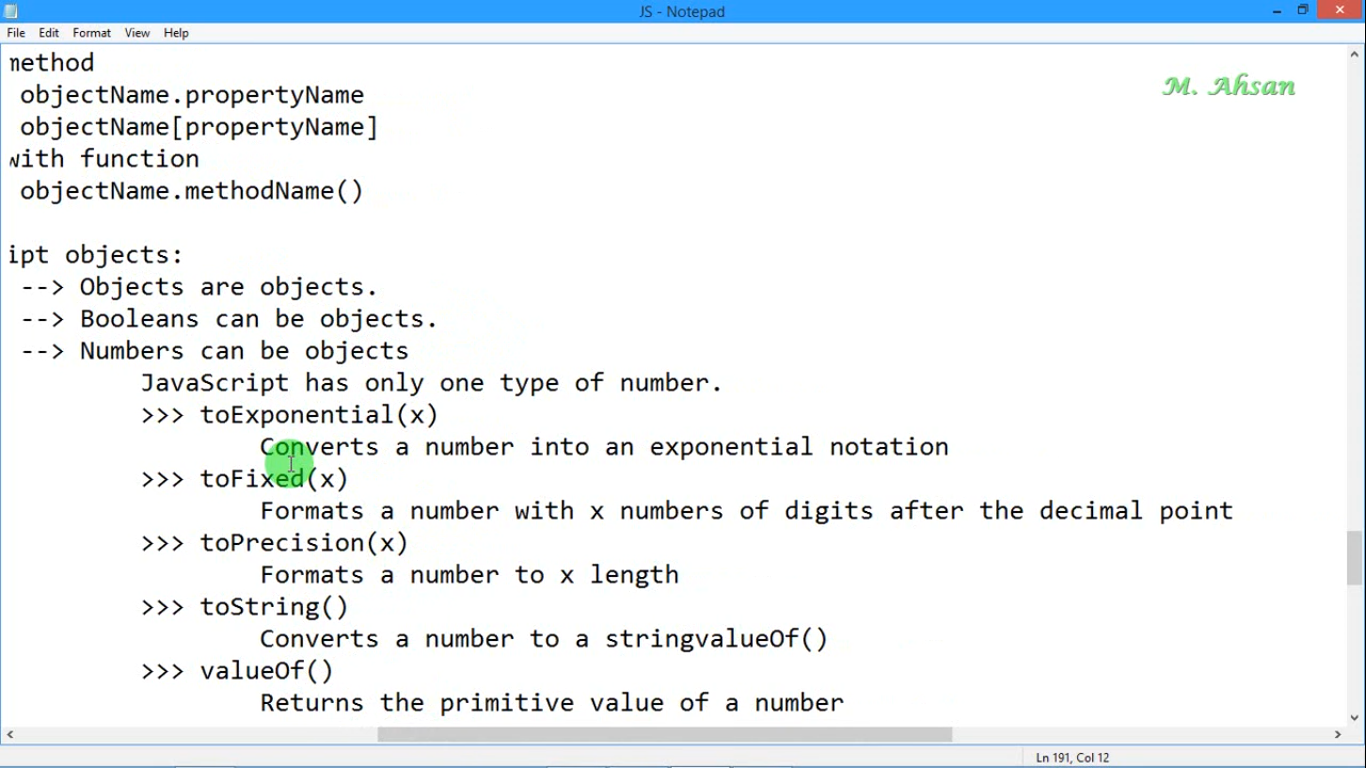 JS - Notepad
File Edit Format View Help
method
objectName.propertyName
objectName[propertyName]
with function
objectName.methodName()
ipt objects:
--> Objects are objects.
--> Booleans can be objects.
--> Numbers can be objects
JavaScript has only one type of number.
>>> toExponential(x)
Converts a number into an exponential notation
>>> toFixed(x)
Formats a number with x numbers of digits after the decimal point
>>> toPrecision(x)
Formats a number to x length
>>> toString()
Converts a number to a stringvalueOf()
>>> valueOf()
Returns the primitive value of a number
M. Ahsan
Ln 191, Col 12